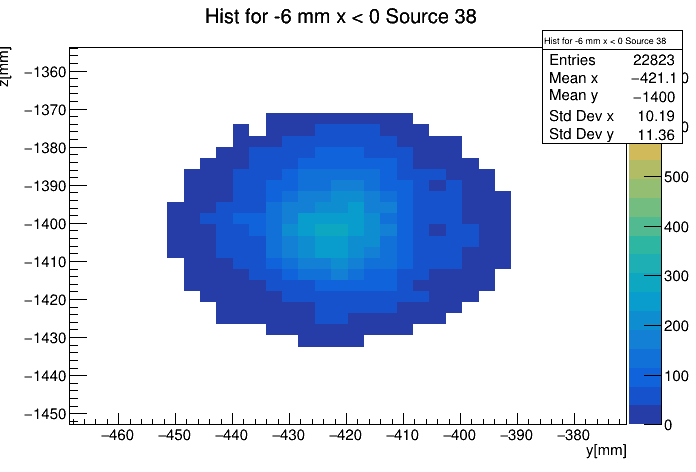 Hist for -6 mm x < 0 Source 38
z[mm]
Hist for -6 mm x < 0 Source 38
Entries 22823
Mean x −421.1
Mean y −1400
Std Dev x 10.19
Std Dev y 11.36
−1360
−1370
−1380
−1390
−1400
−1410
−1420
−1430
−1440
−1450
0
0
500
400
300
200
100
0
−460 −450 −440 −430 −420 −410 −400 −390 −380
y[mm]